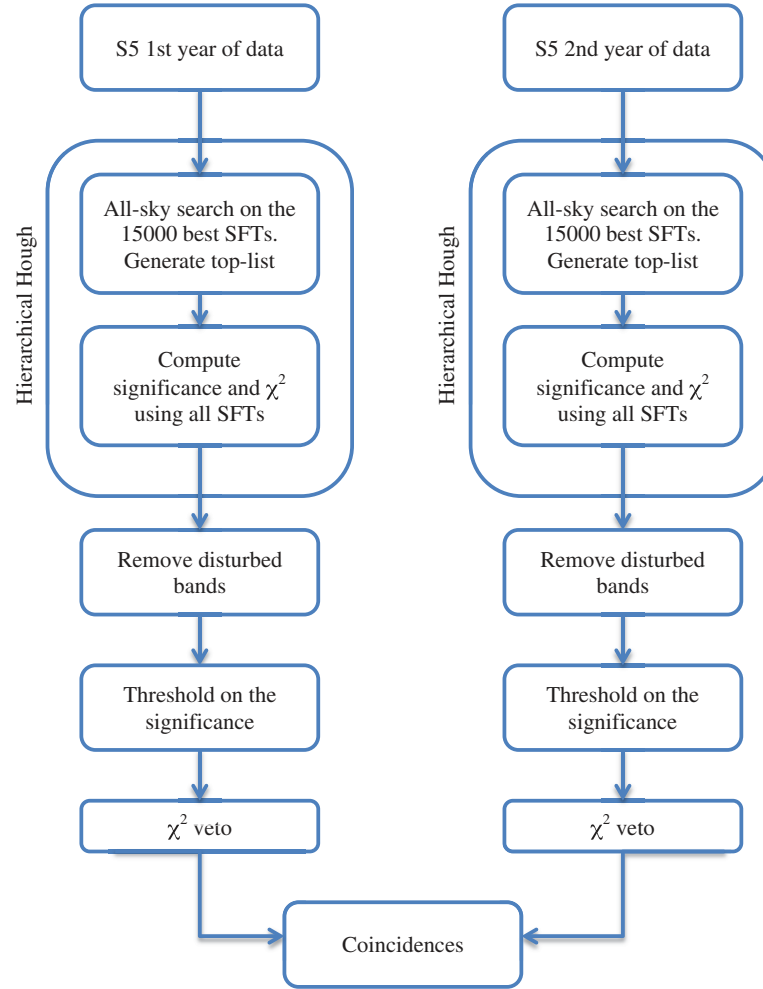 S5 1st year of data
Hierarchical Hough
All-sky search on the
15000 best SFTs.
Generate top-list
Compute
significance and χ²
using all SFTs
Remove disturbed
bands
Threshold on the
significance
χ² veto
S5 2nd year of data
Hierarchical Hough
All-sky search on the
15000 best SFTs.
Generate top-list
Compute
significance and χ²
using all SFTs
Remove disturbed
bands
Threshold on the
significance
χ² veto
Coincidences